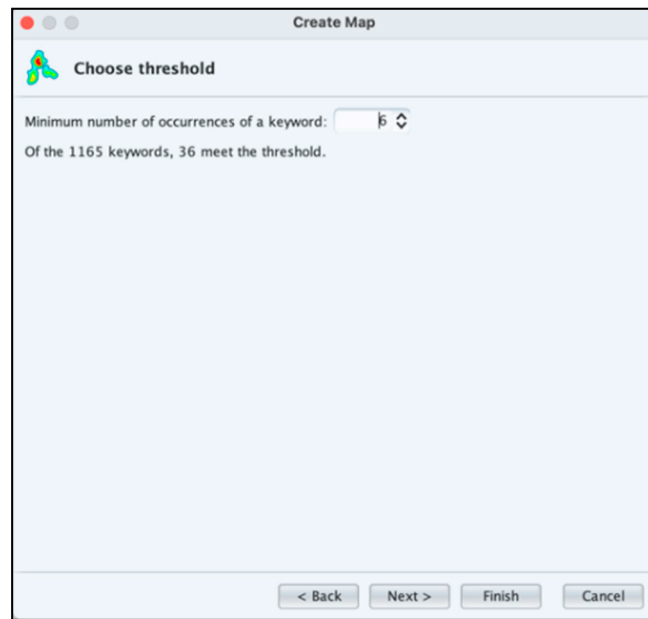 Create Map
Choose threshold
Minimum number of occurrences of a keyword: 6
Of the 1165 keywords, 36 meet the threshold.
< Back Next > Finish Cancel